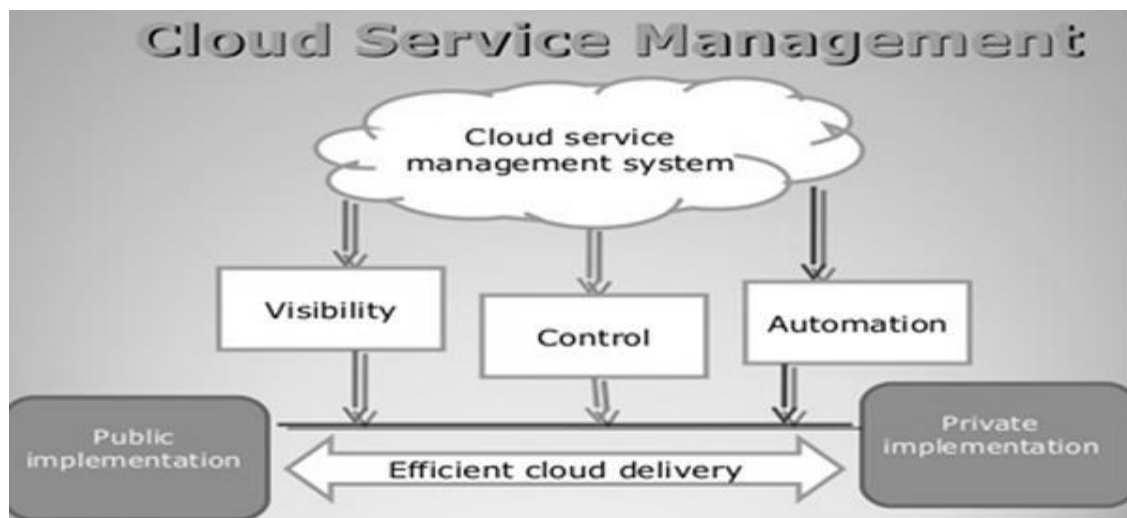 Cloud Service Management
Cloud service
management system
Visibility
Control
Automation
Public
implementation
Private
implementation
Efficient cloud delivery